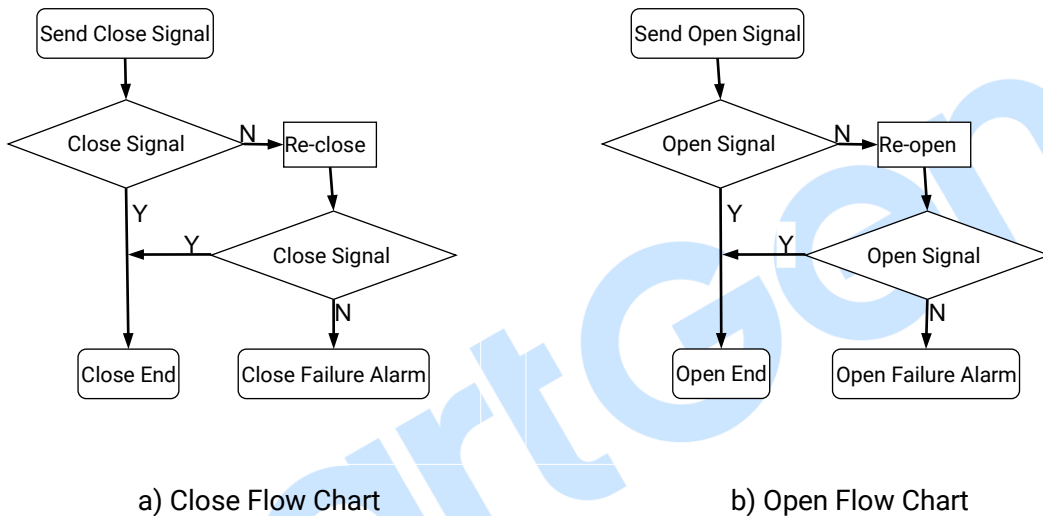 Send Close Signal
Close Signal
N
Re-close
Y
Y
Close Signal
N
Close End
Close Failure Alarm
a) Close Flow Chart
Send Open Signal
Open Signal
N
Re-open
Y
Y
Open Signal
N
Open End
Open Failure Alarm
b) Open Flow Chart
artGen